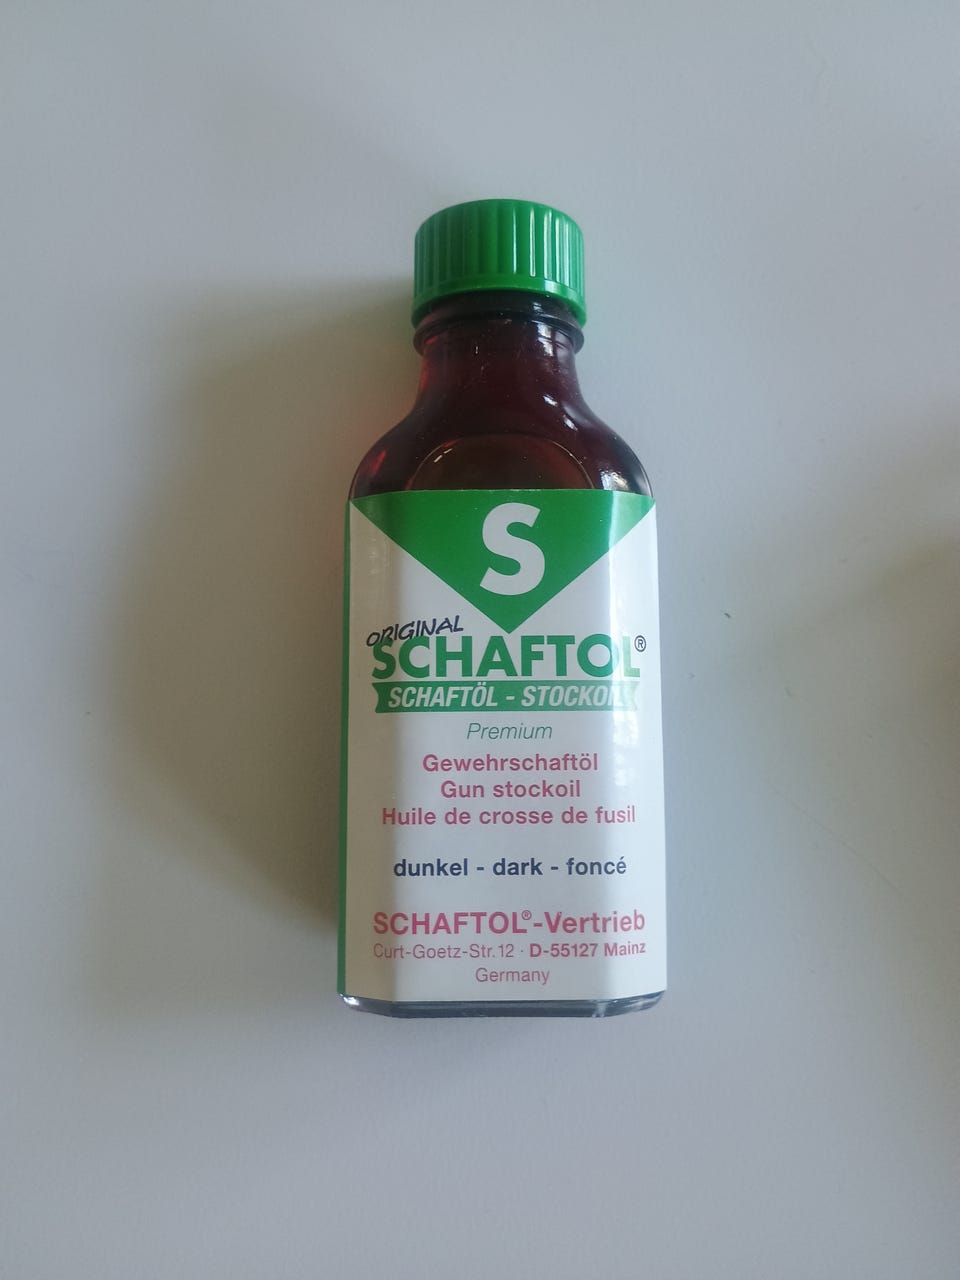 S
ORIGINAL
SCHAFTOL®
SCHAFTÖL - STOCKOIL
Premium
Gewehrschaftöl
Gun stockoil
Huile de crosse de fusil
dunkel - dark - foncé
SCHAFTOL®-Vertrieb
Curt-Goetz-Str. 12 · D-55127 Mainz
Germany